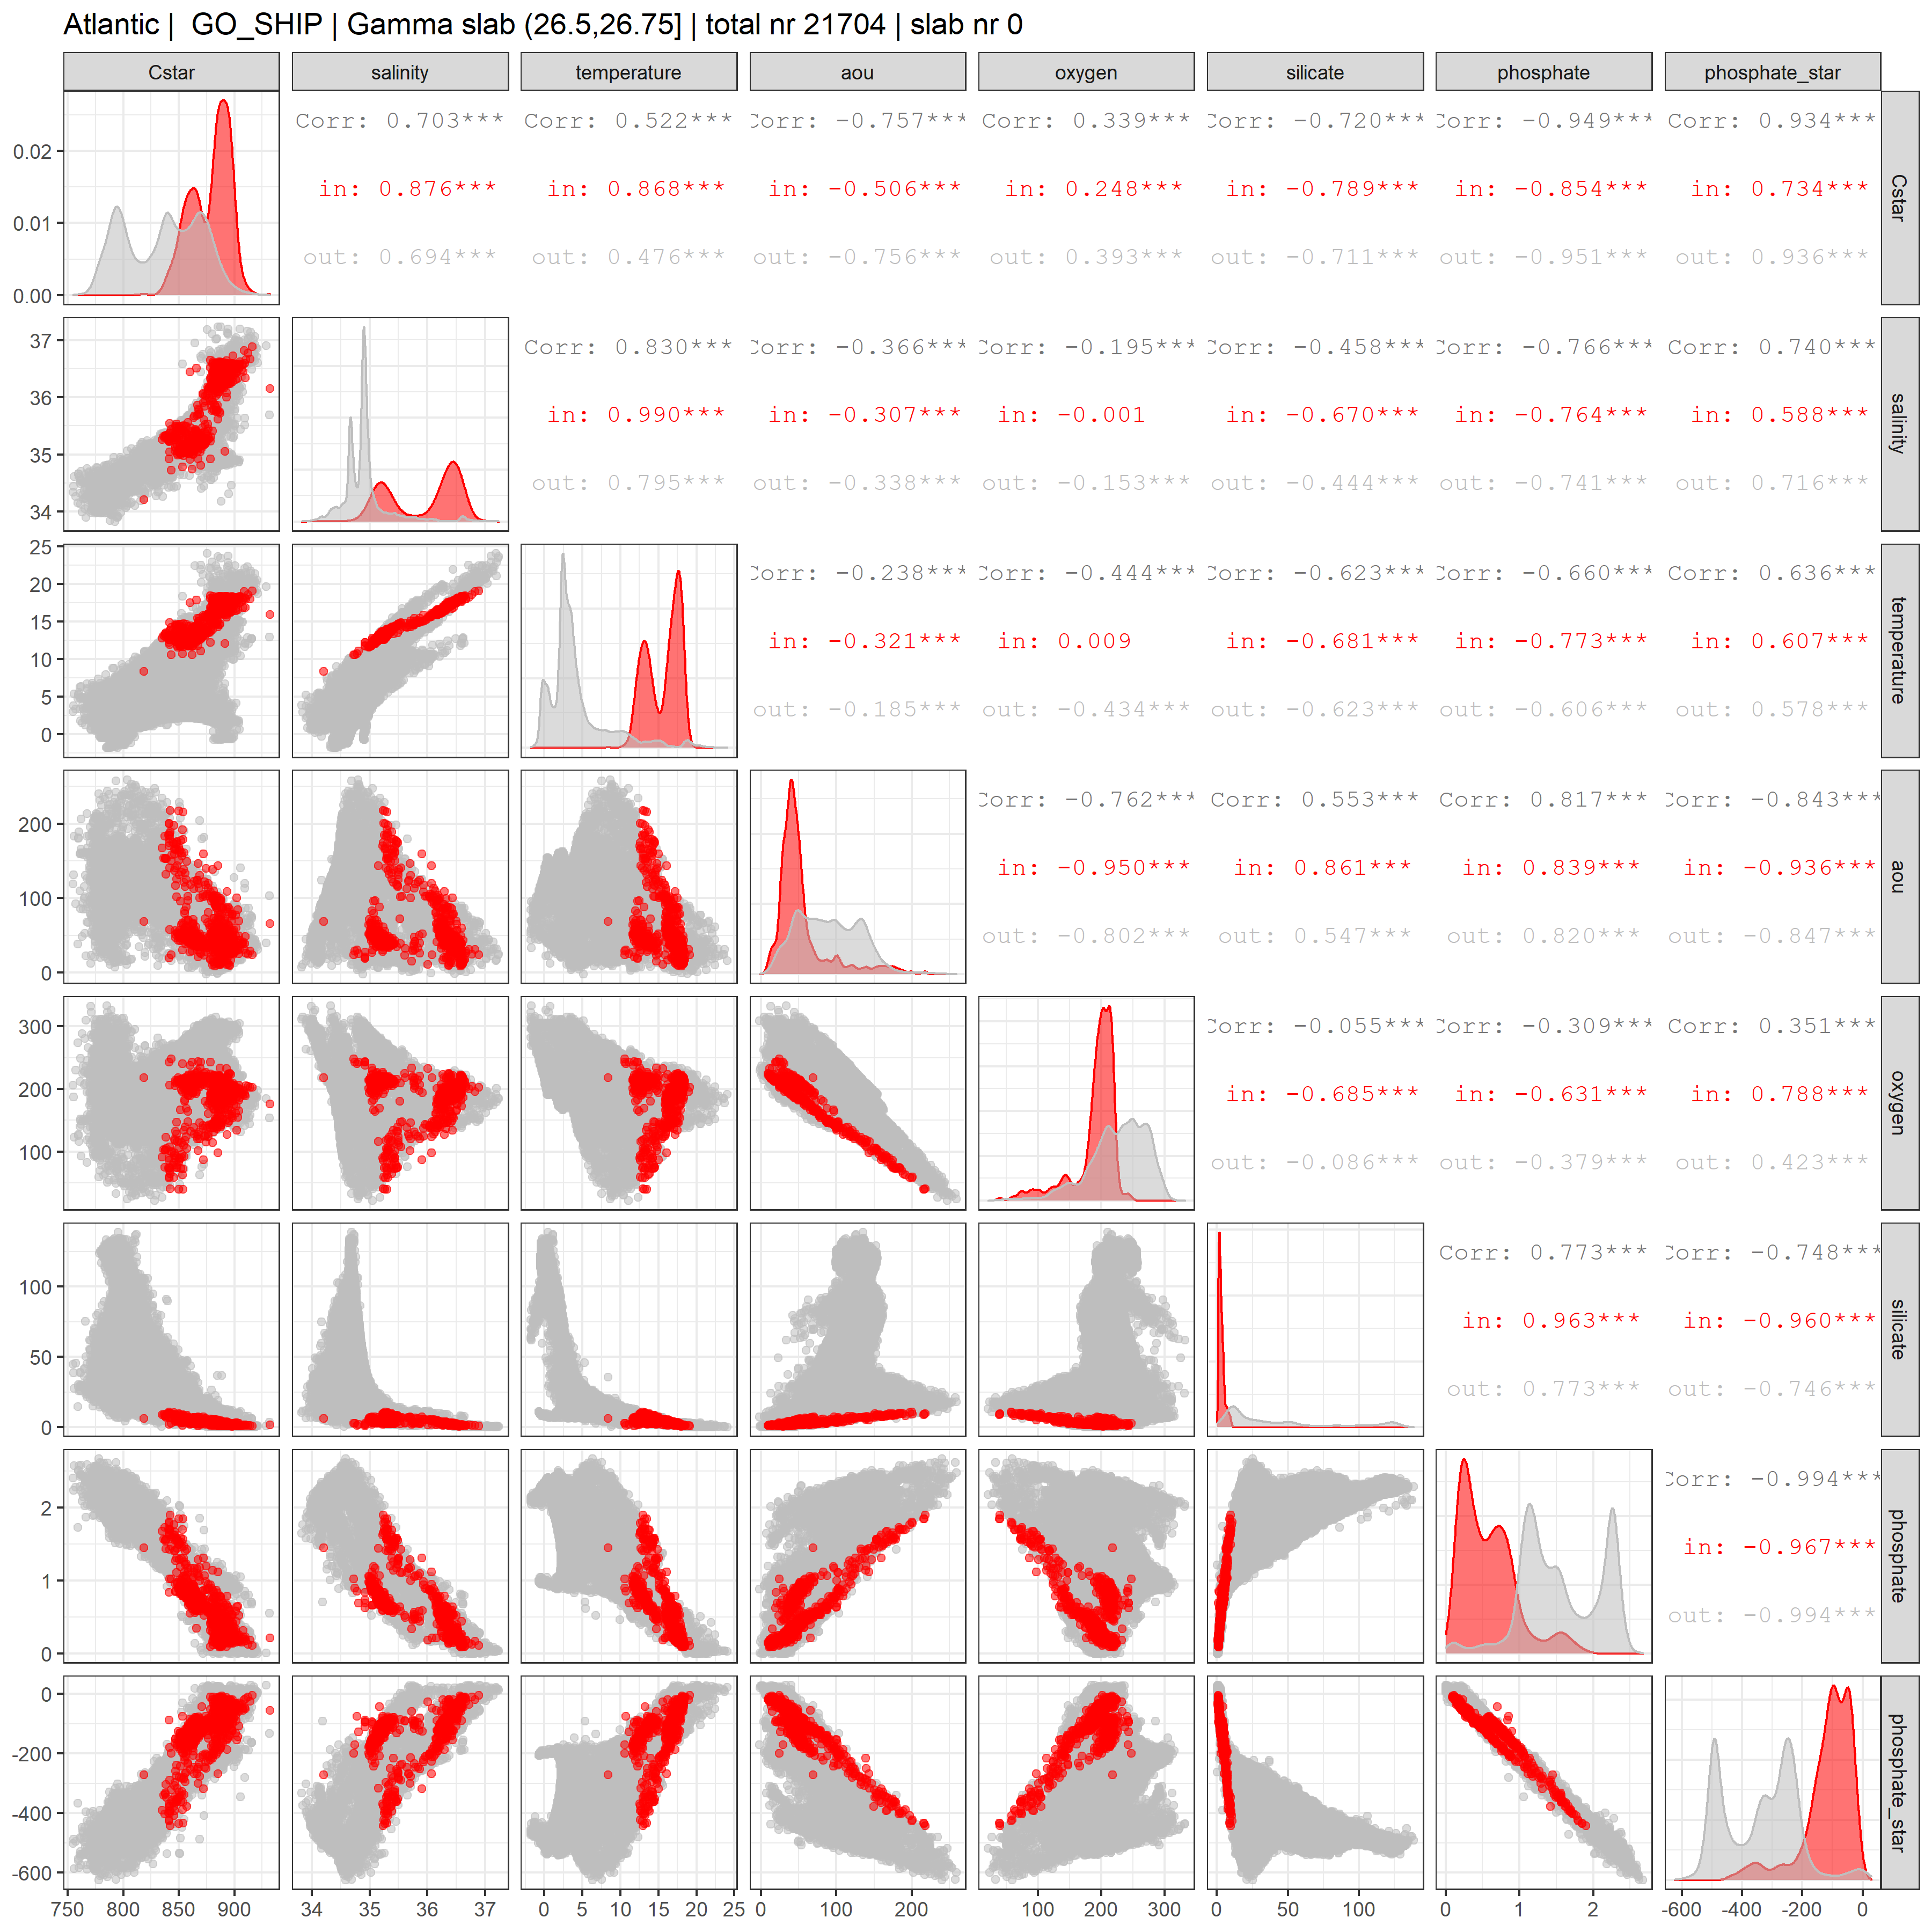 Atlantic |  GO_SHIP | Gamma slab (26.5,26.75] | total nr 21704 | slab nr 0
Cstar salinity temperature aou oxygen silicate phosphate phosphate_star
Corr: 0.703*** Corr: 0.522*** Corr: -0.757*** Corr: 0.339*** Corr: -0.720*** Corr: -0.949*** Corr: 0.934***
0.02
in: 0.876*** in: 0.868*** in: -0.506*** in: 0.248*** in: -0.789*** in: -0.854*** in: 0.734***
Cstar
0.01
out: 0.694*** out: 0.476*** out: -0.756*** out: 0.393*** out: -0.711*** out: -0.951*** out: 0.936***
0.00
37
Corr: 0.830*** Corr: -0.366*** Corr: -0.195*** Corr: -0.458*** Corr: -0.766*** Corr: 0.740***
36
in: 0.990*** in: -0.307*** in: -0.001 in: -0.670*** in: -0.764*** in: 0.588***
salinity
35
out: 0.795*** out: -0.338*** out: -0.153*** out: -0.444*** out: -0.741*** out: 0.716***
34
25
Corr: -0.238*** Corr: -0.444*** Corr: -0.623*** Corr: -0.660*** Corr: 0.636***
20
15
in: -0.321*** in: 0.009 in: -0.681*** in: -0.773*** in: 0.607***
temperature
10
5
out: -0.185*** out: -0.434*** out: -0.623*** out: -0.606*** out: 0.578***
0
Corr: -0.762*** Corr: 0.553*** Corr: 0.817*** Corr: -0.843***
200
in: -0.950*** in: 0.861*** in: 0.839*** in: -0.936***
aou
100
out: -0.802*** out: 0.547*** out: 0.820*** out: -0.847***
0
300
Corr: -0.055*** Corr: -0.309*** Corr: 0.351***
200
in: -0.685*** in: -0.631*** in: 0.788***
oxygen
100
out: -0.086*** out: -0.379*** out: 0.423***
Corr: 0.773*** Corr: -0.748***
100
in: 0.963*** in: -0.960***
silicate
50
out: 0.773*** out: -0.746***
0
Corr: -0.994***
2
in: -0.967***
phosphate
1
out: -0.994***
0
0
-200
phosphate_star
-400
-600
750 800 850 900 34 35 36 37 0 5 10 15 20 25 0 100 200 100 200 300 0 50 100 0 1 2 -600 -400 -200 0